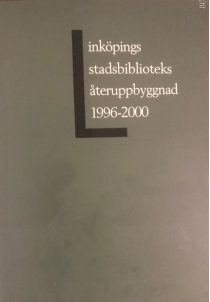 Linköpings
stadsbiblioteks
återuppbyggnad
1996-2000